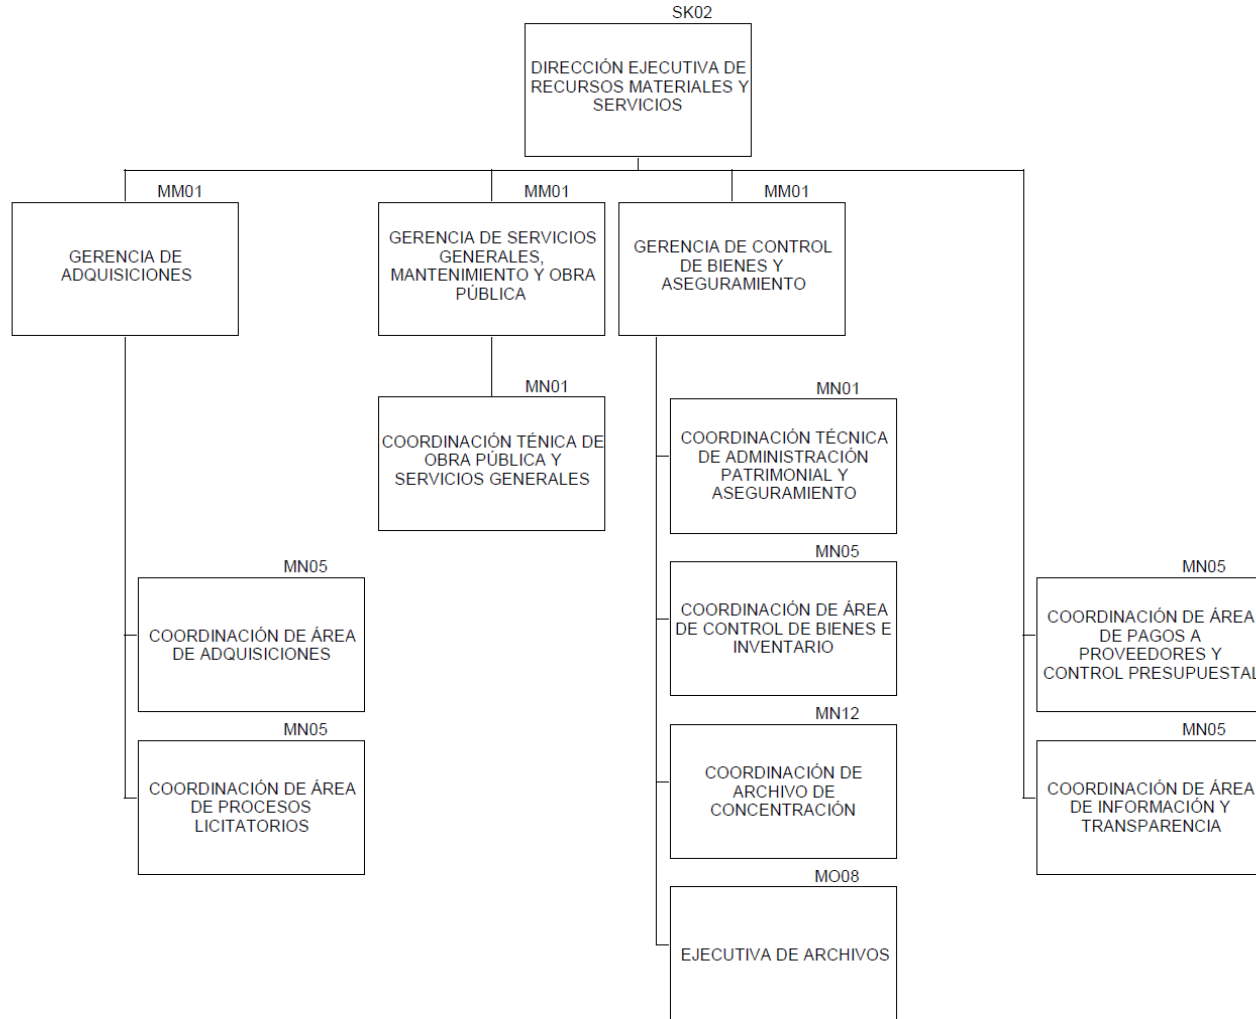 SK02
DIRECCIÓN EJECUTIVA DE
RECURSOS MATERIALES Y
SERVICIOS
MM01
GERENCIA DE
ADQUISICIONES
MM01
GERENCIA DE SERVICIOS
GENERALES,
MANTENIMIENTO Y OBRA
PÚBLICA
MM01
GERENCIA DE CONTROL
DE BIENES Y
ASEGURAMIENTO
MN01
COORDINACIÓN TÉNICA DE
OBRA PÚBLICA Y
SERVICIOS GENERALES
MN01
COORDINACIÓN TÉCNICA
DE ADMINISTRACIÓN
PATRIMONIAL Y
ASEGURAMIENTO
MN05
COORDINACIÓN DE ÁREA
DE ADQUISICIONES
MN05
COORDINACIÓN DE ÁREA
DE CONTROL DE BIENES E
INVENTARIO
MN05
COORDINACIÓN DE ÁREA
DE PAGOS A
PROVEEDORES Y
CONTROL PRESUPUESTAL
MN05
COORDINACIÓN DE ÁREA
DE PROCESOS
LICITATORIOS
MN12
COORDINACIÓN DE
ARCHIVO DE
CONCENTRACIÓN
MN05
COORDINACIÓN DE ÁREA
DE INFORMACIÓN Y
TRANSPARENCIA
MO08
EJECUTIVA DE ARCHIVOS